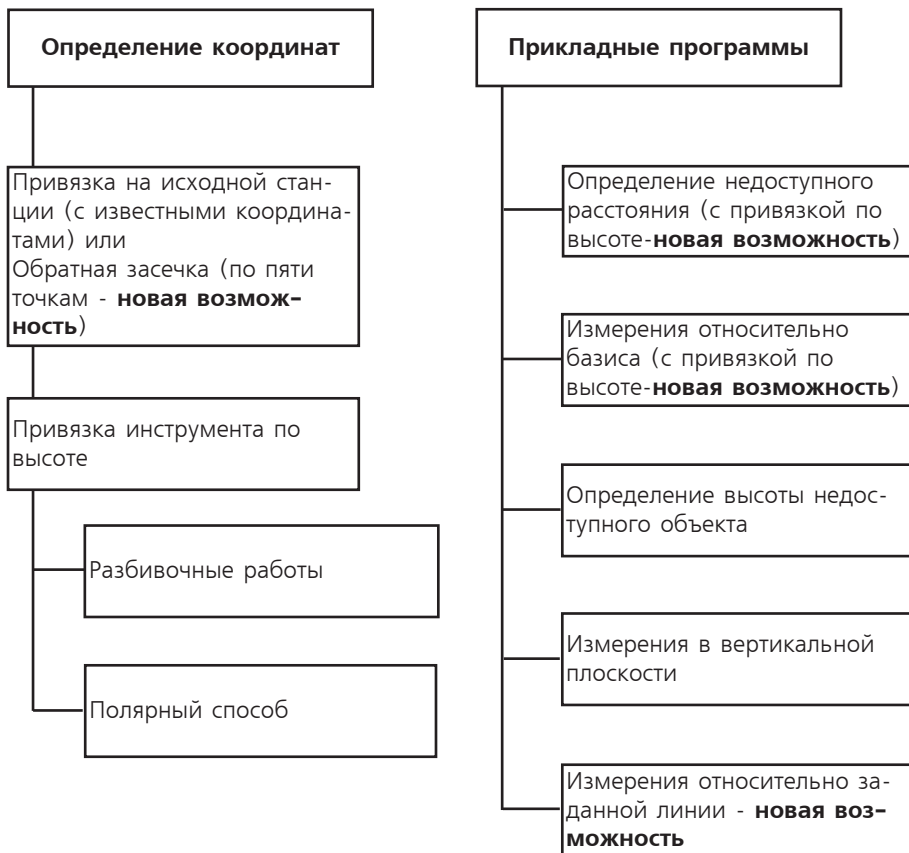 Определение координат
Привязка на исходной стан-
ции (с известными координа-
тами) или
Обратная засечка (по пяти
точкам - новая возмож-
ность)
Привязка инструмента по
высоте
Разбивочные работы
Полярный способ
Прикладные программы
Определение недоступного
расстояния (с привязкой по
высоте-новая возможность)
Измерения относительно
базиса (с привязкой по
высоте-новая возможность)
Определение высоты недос-
тупного объекта
Измерения в вертикальной
плоскости
Измерения относительно за-
данной линии - новая воз-
можность